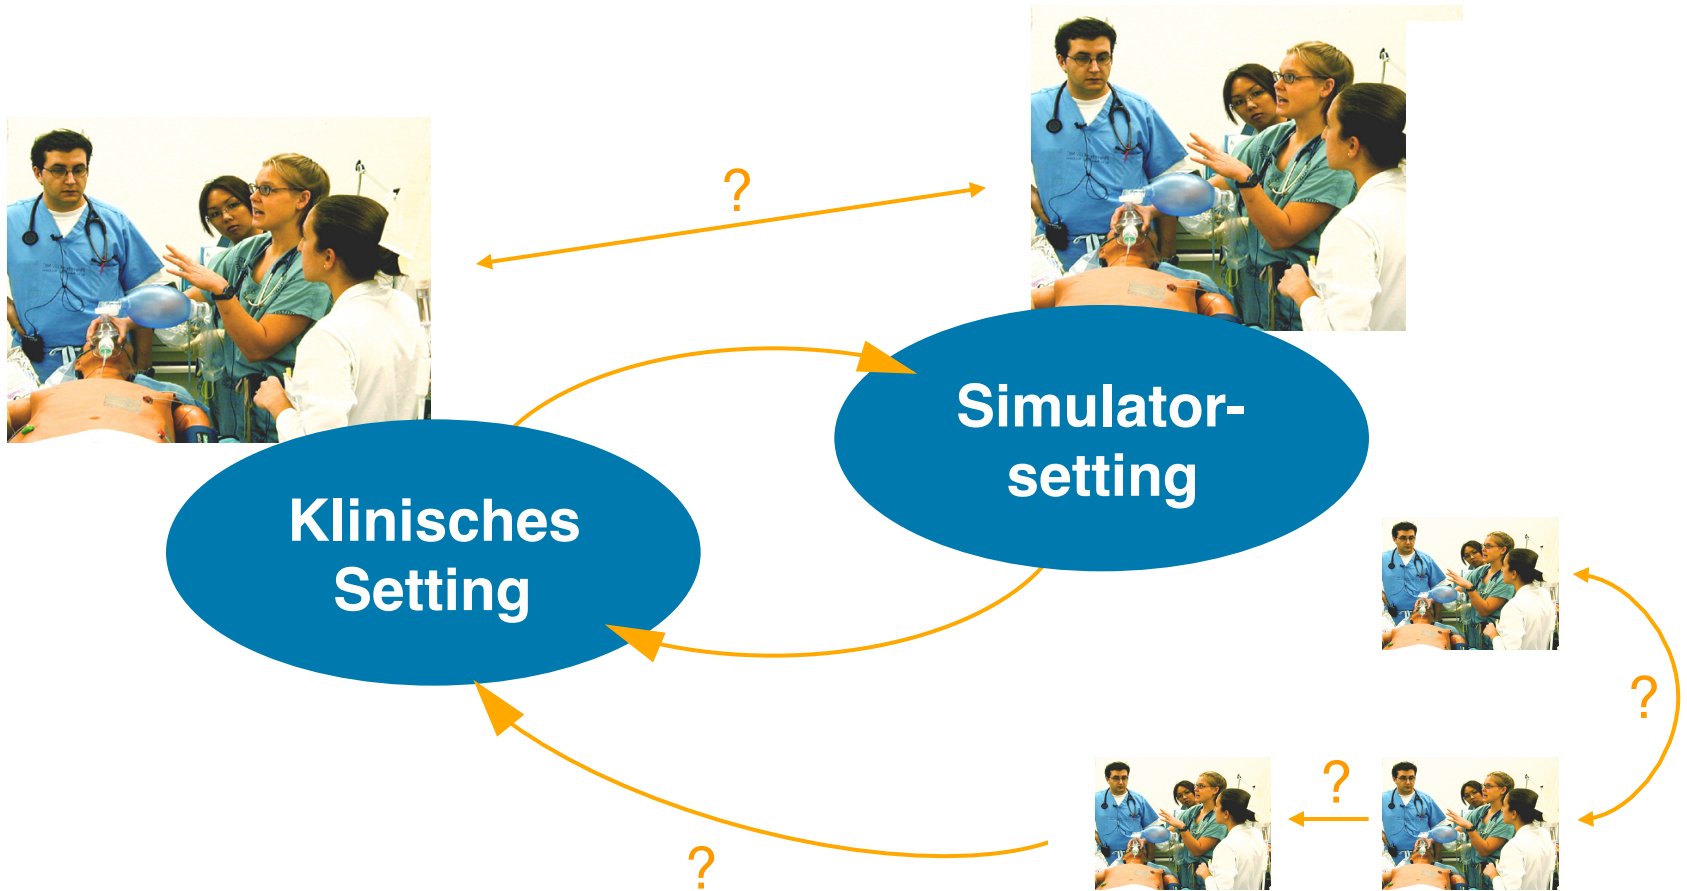 ?
Simulator-
setting
Klinisches
Setting
?
?
?